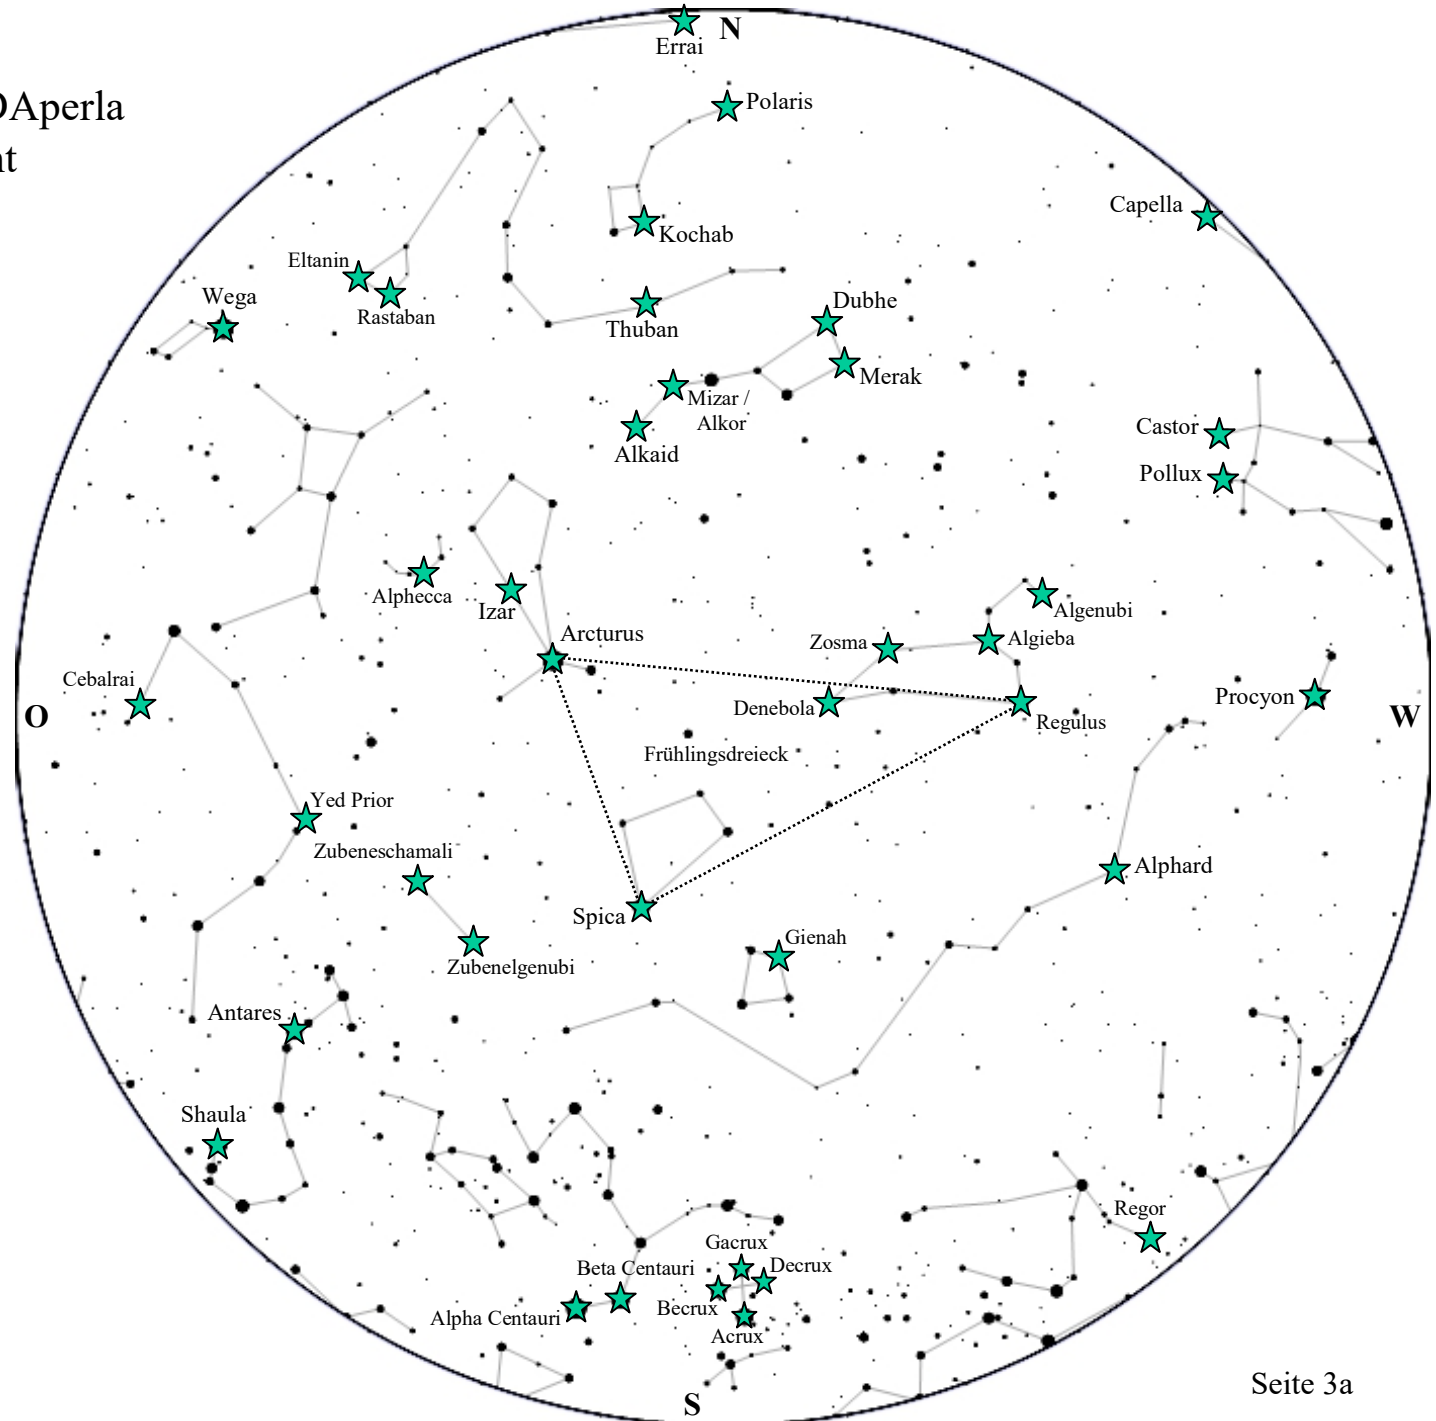 N
Errai
Polaris
Aperla
Capella
Kochab
Eltanin
Wega
Rastaban
Dubhe
Thuban
Merak
Mizar /
Alkor
Castor
Alkaid
Pollux
Alphecca
Izar
Algenubi
Arcturus
Algieba
Zosma
Cebalrai
Procyon
Denebola
O
W
Regulus
Frühlingsdreieck
Yed Prior
Zubeneschamali
Alphard
Spica
Gienah
Zubenelgenubi
Antares
Shaula
Regor
Gacrux
Decrux
Beta Centauri
Becrux
Alpha Centauri
Acrux
Seite 3a
S